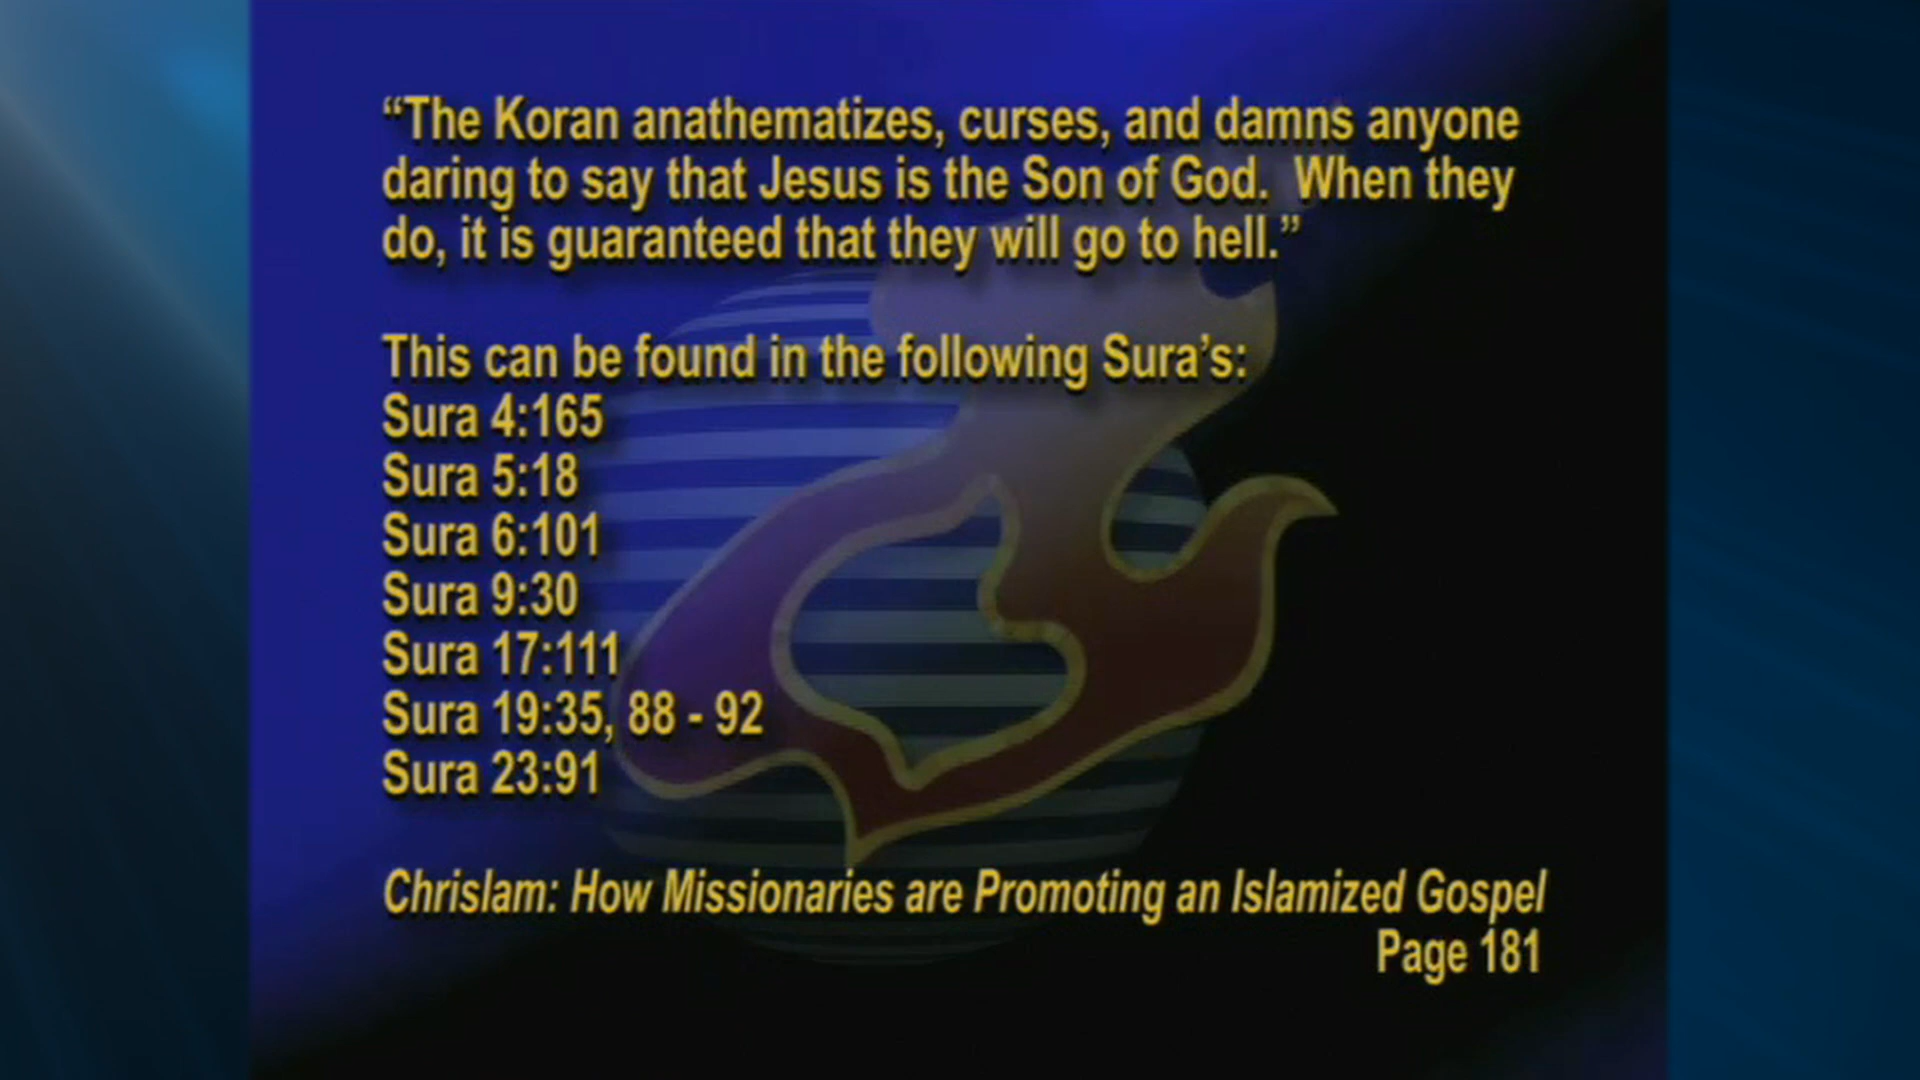 “The Koran anathematizes, curses, and damns anyone
daring to say that Jesus is the Son of God. When they
do, it is guaranteed that they will go to hell.”
This can be found in the following Sura’s:
Sura 4:165
Sura 5:18
Sura 6:101
Sura 9:30
Sura 17:111
Sura 19:35, 88 - 92
Sura 23:91
Chrislam: How Missionaries are Promoting an Islamized Gospel
Page 181